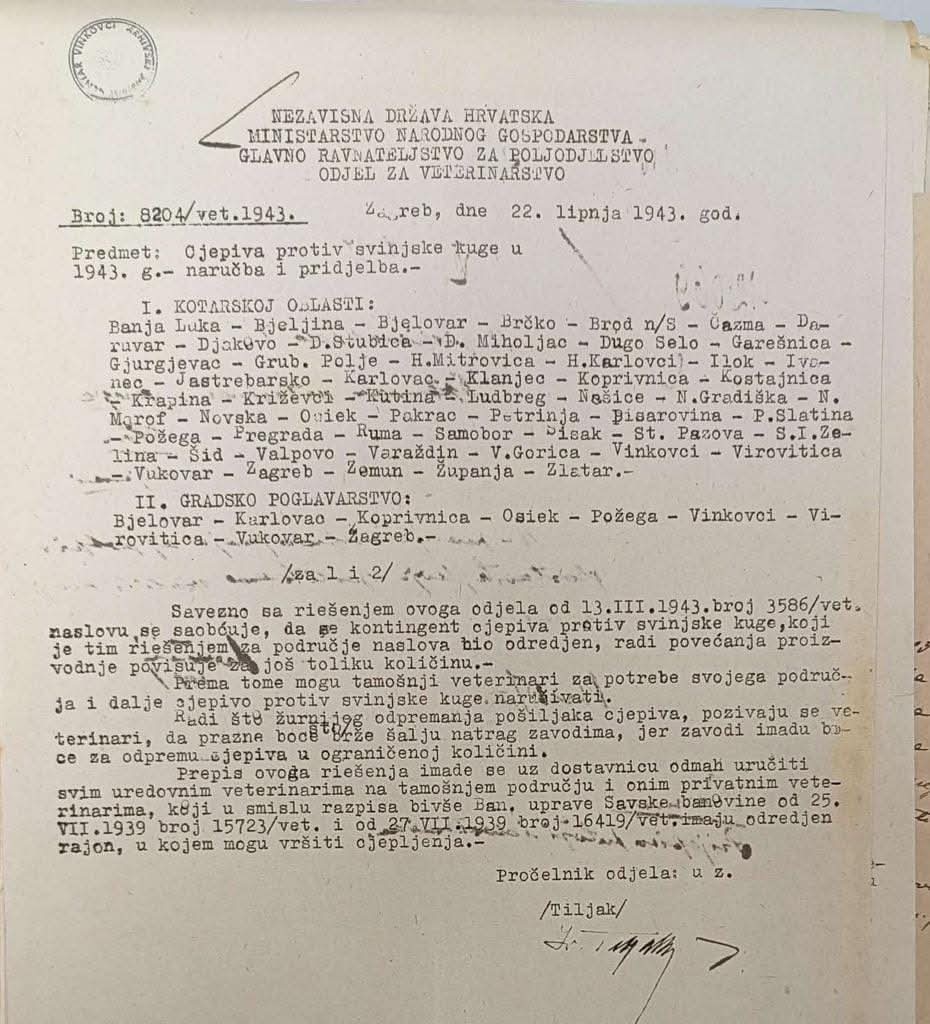 NEZAVISNA DRŽAVA HRVATSKA
MINISTARSTVO NARODNOG GOSPODARSTVA
GLAVNO RAVNATELJSTVO ZA POLJODJELSTVO
ODJEL ZA VETERINARSTVO
Broj: 8204/vet.1943. Zagreb, dne 22. lipnja 1943. god.
Predmet: Cjepiva protiv svinjske kuge u
1943. g.- naručba i pridjelba.-
I. KOTARSKOJ OBLASTI:
Banja Luka - Bjeljina - Bjelovar - Brčko - Brod n/S - Čazma - Da-
ruvar - Djakovo - D.Stubica - D. Miholjac - Dugo Selo - Garešnica -
Gjurgjevac - Grub. Polje - H.Mitrovica - H.Karlovci - Ilok - Iva-
nec - Jastrebarsko - Karlovac - Klanjec - Koprivnica - Kostajnica
- Krapina - Križevci - Kutina - Ludbreg - Našice - N.Gradiška - N.
Marof - Novska - Osiek - Pakrac - Petrinja - Pisarovina - P.Slatina
- Požega - Pregrada - Ruma - Samobor - Sisak - St. Pazova - S.I.Ze-
lina - Šid - Valpovo - Varaždin - V.Gorica - Vinkovci - Virovitica
- Vukovar - Zagreb - Zemun - Županja - Zlatar.-
II. GRADSKO POGLAVARSTVO:
Bjelovar - Karlovac - Koprivnica - Osiek - Požega - Vinkovci - Vi-
rovitica - Vukovar - Zagreb.-
/za 1 i 2/
Savezno sa riešenjem ovoga odjela od 13.III.1943.broj 3586/vet.
naslovu se saobćuje, da se kontingent cjepiva protiv svinjske kuge,koji
je tim riešenjem za područje naslova bio odredjen, radi povećanja proiz-
vodnje povisuje za još toliku količinu.-
Prema tome mogu tamošnji veterinari za potrebe svojega područ-
ja i dalje cjepivo protiv svinjske kuge naručivati.
Radi što žurnijeg odpremanja pošiljaka cjepiva, pozivaju se ve-
terinari, da prazne boce što brže šalju natrag zavodima, jer zavodi imadu bo-
ce za odpremu cjepiva u ograničenoj količini.
Prepis ovoga riešenja imade se uz dostavnicu odmah uručiti
svim uredovnim veterinarima na tamošnjem području i onim privatnim vete-
rinarima, koji u smislu razpisa bivše Ban. uprave Savske banovine od 25.
VII.1939 broj 15723/vet. i od 27.VII.1939 broj 16419/vet.imaju odredjen
rajon, u kojem mogu vršiti cjepljenja.-
Pročelnik odjela: u z.
/Tiljak/